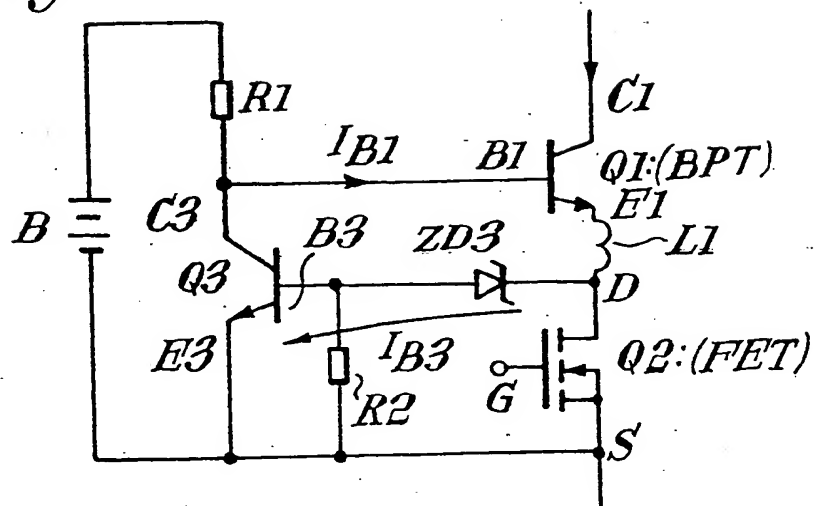 R1
C1
IB1
B1
Q1:(BPT)
E1
B
C3
B3
ZD3
L1
Q3
D
E3
IB3
Q2:(FET)
G
R2
S